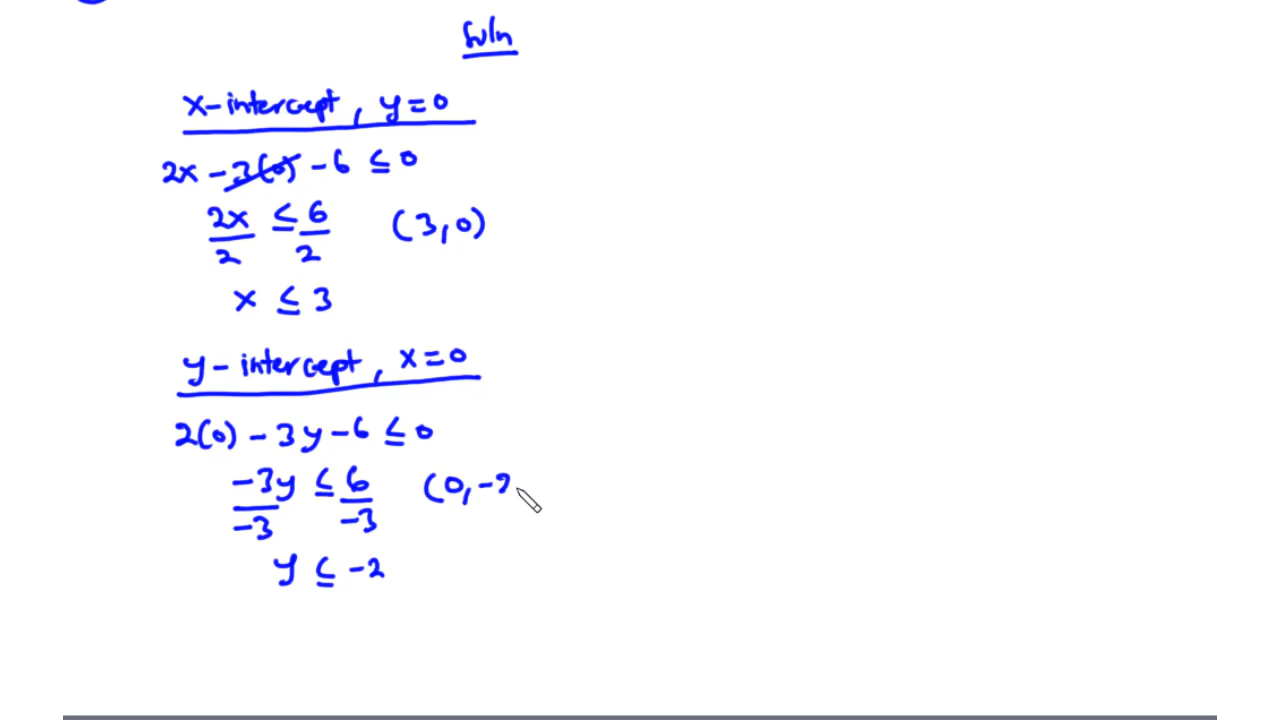 Soln
x-intercept, y=0
2x - 3(0) - 6 ≤ 0
2x/2 ≤ 6/2 (3, 0)
x ≤ 3
y-intercept, x=0
2(0) - 3y - 6 ≤ 0
-3y/-3 ≤ 6/-3 (0, -2
y ≤ -2